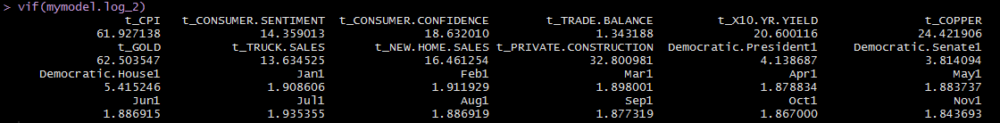 > vif(mymodel.log_2)
t_CPI t_CONSUMER.SENTIMENT t_CONSUMER.CONFIDENCE t_TRADE.BALANCE t_X10.YR.YIELD t_COPPER
61.927138 14.359013 18.632010 1.343188 20.600116 24.421906
t_GOLD t_TRUCK.SALES t_NEW.HOME.SALES t_PRIVATE.CONSTRUCTION Democratic.President1 Democratic.Senate1
62.503547 13.634525 16.461254 32.800981 4.138687 3.814094
Democratic.House1 Jan1 Feb1 Mar1 Apr1 May1
5.415246 1.908606 1.911929 1.898001 1.878834 1.883737
Jun1 Jul1 Aug1 Sep1 Oct1 Nov1
1.886915 1.935355 1.886919 1.877319 1.867000 1.843693